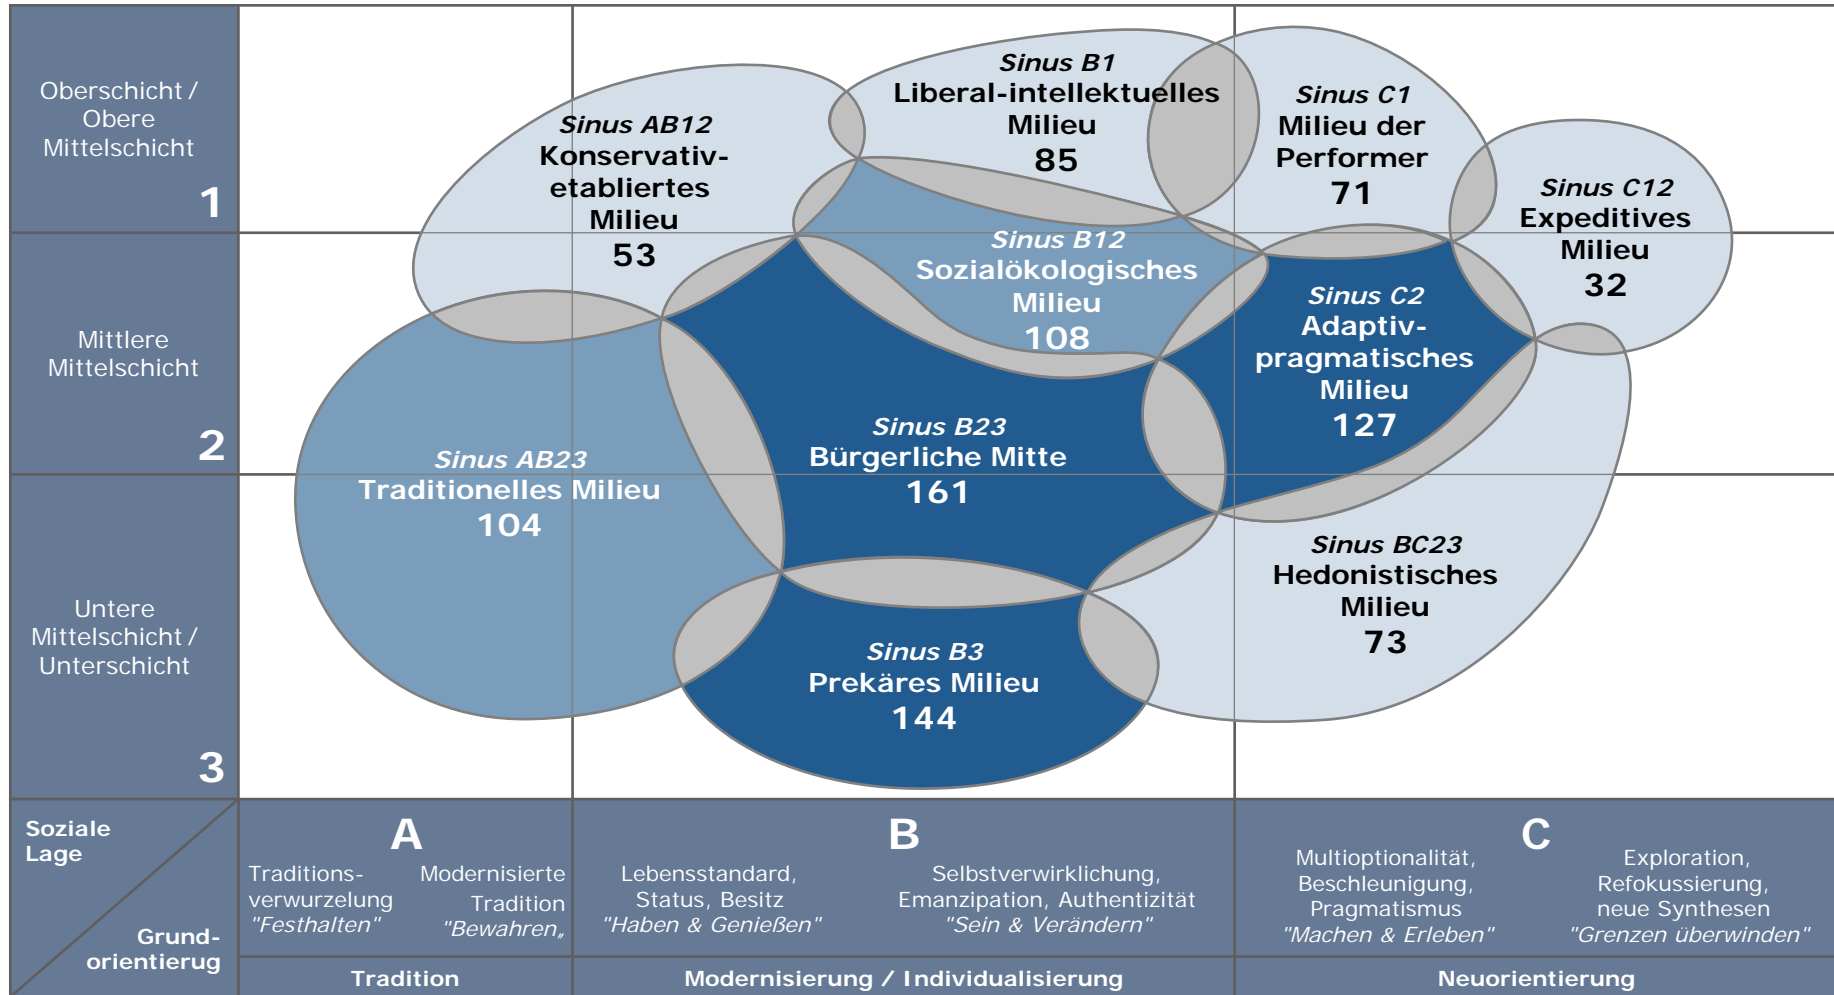 Oberschicht /
Obere
Mittelschicht
1
Mittlere
Mittelschicht
2
Untere
Mittelschicht /
Unterschicht
3
Sinus AB12
Konservativ-
etabliertes
Milieu
53
Sinus B1
Liberal-intellektuelles
Milieu
85
Sinus C1
Milieu der
Performer
71
Sinus C12
Expeditives
Milieu
32
Sinus B12
Sozialökologisches
Milieu
108
Sinus C2
Adaptiv-
pragmatisches
Milieu
127
Sinus AB23
Traditionelles Milieu
104
Sinus B23
Bürgerliche Mitte
161
Sinus BC23
Hedonistisches
Milieu
73
Sinus B3
Prekäres Milieu
144
Soziale
Lage
Grund-
orientierug
A
Traditions-
verwurzelung
"Festhalten"
Modernisierte
Tradition
"Bewahren„
B
Lebensstandard,
Status, Besitz
"Haben & Genießen"
Selbstverwirklichung,
Emanzipation, Authentizität
"Sein & Verändern"
C
Multioptionalität,
Beschleunigung,
Pragmatismus
"Machen & Erleben"
Exploration,
Refokussierung,
neue Synthesen
"Grenzen überwinden"
Tradition
Modernisierung / Individualisierung
Neuorientierung